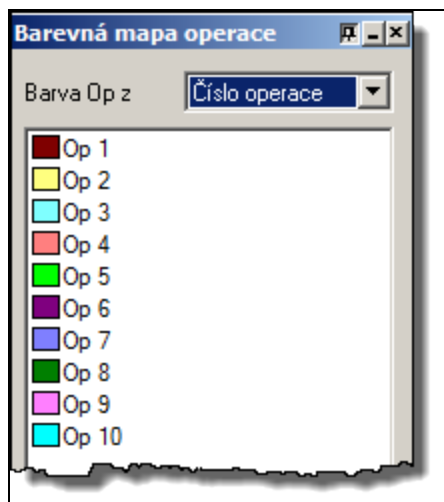 Barevná mapa operace
Barva Op z Číslo operace
Op 1
Op 2
Op 3
Op 4
Op 5
Op 6
Op 7
Op 8
Op 9
Op 10